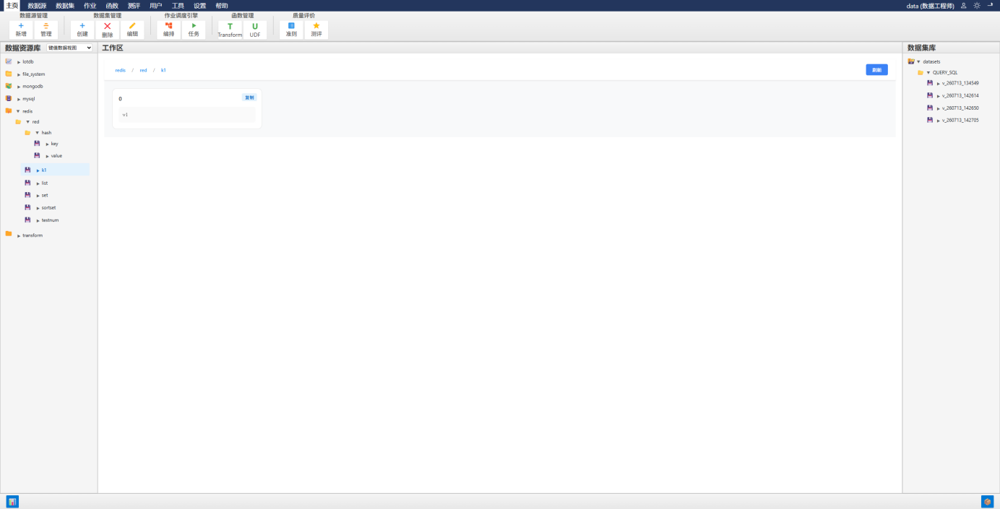 主页 数据源 数据集 作业 函数 测评 用户 工具 设置 帮助 data (数据工程师)
数据源管理 数据集管理 作业调度引擎 函数管理 质量评价
新增 管理 创建 删除 编辑 编排 任务 T Transform U UDF 准则 测评
数据资源库 键值数据视图
iotdb
file_system
mongodb
mysql
redis
red
hash
key
value
k1
list
set
sortset
testnum
transform
工作区
redis / red / k1 刷新
0 复制
v1
数据集库
datasets
QUERY_SQL
v_260713_134549
v_260713_142614
v_260713_142650
v_260713_142705